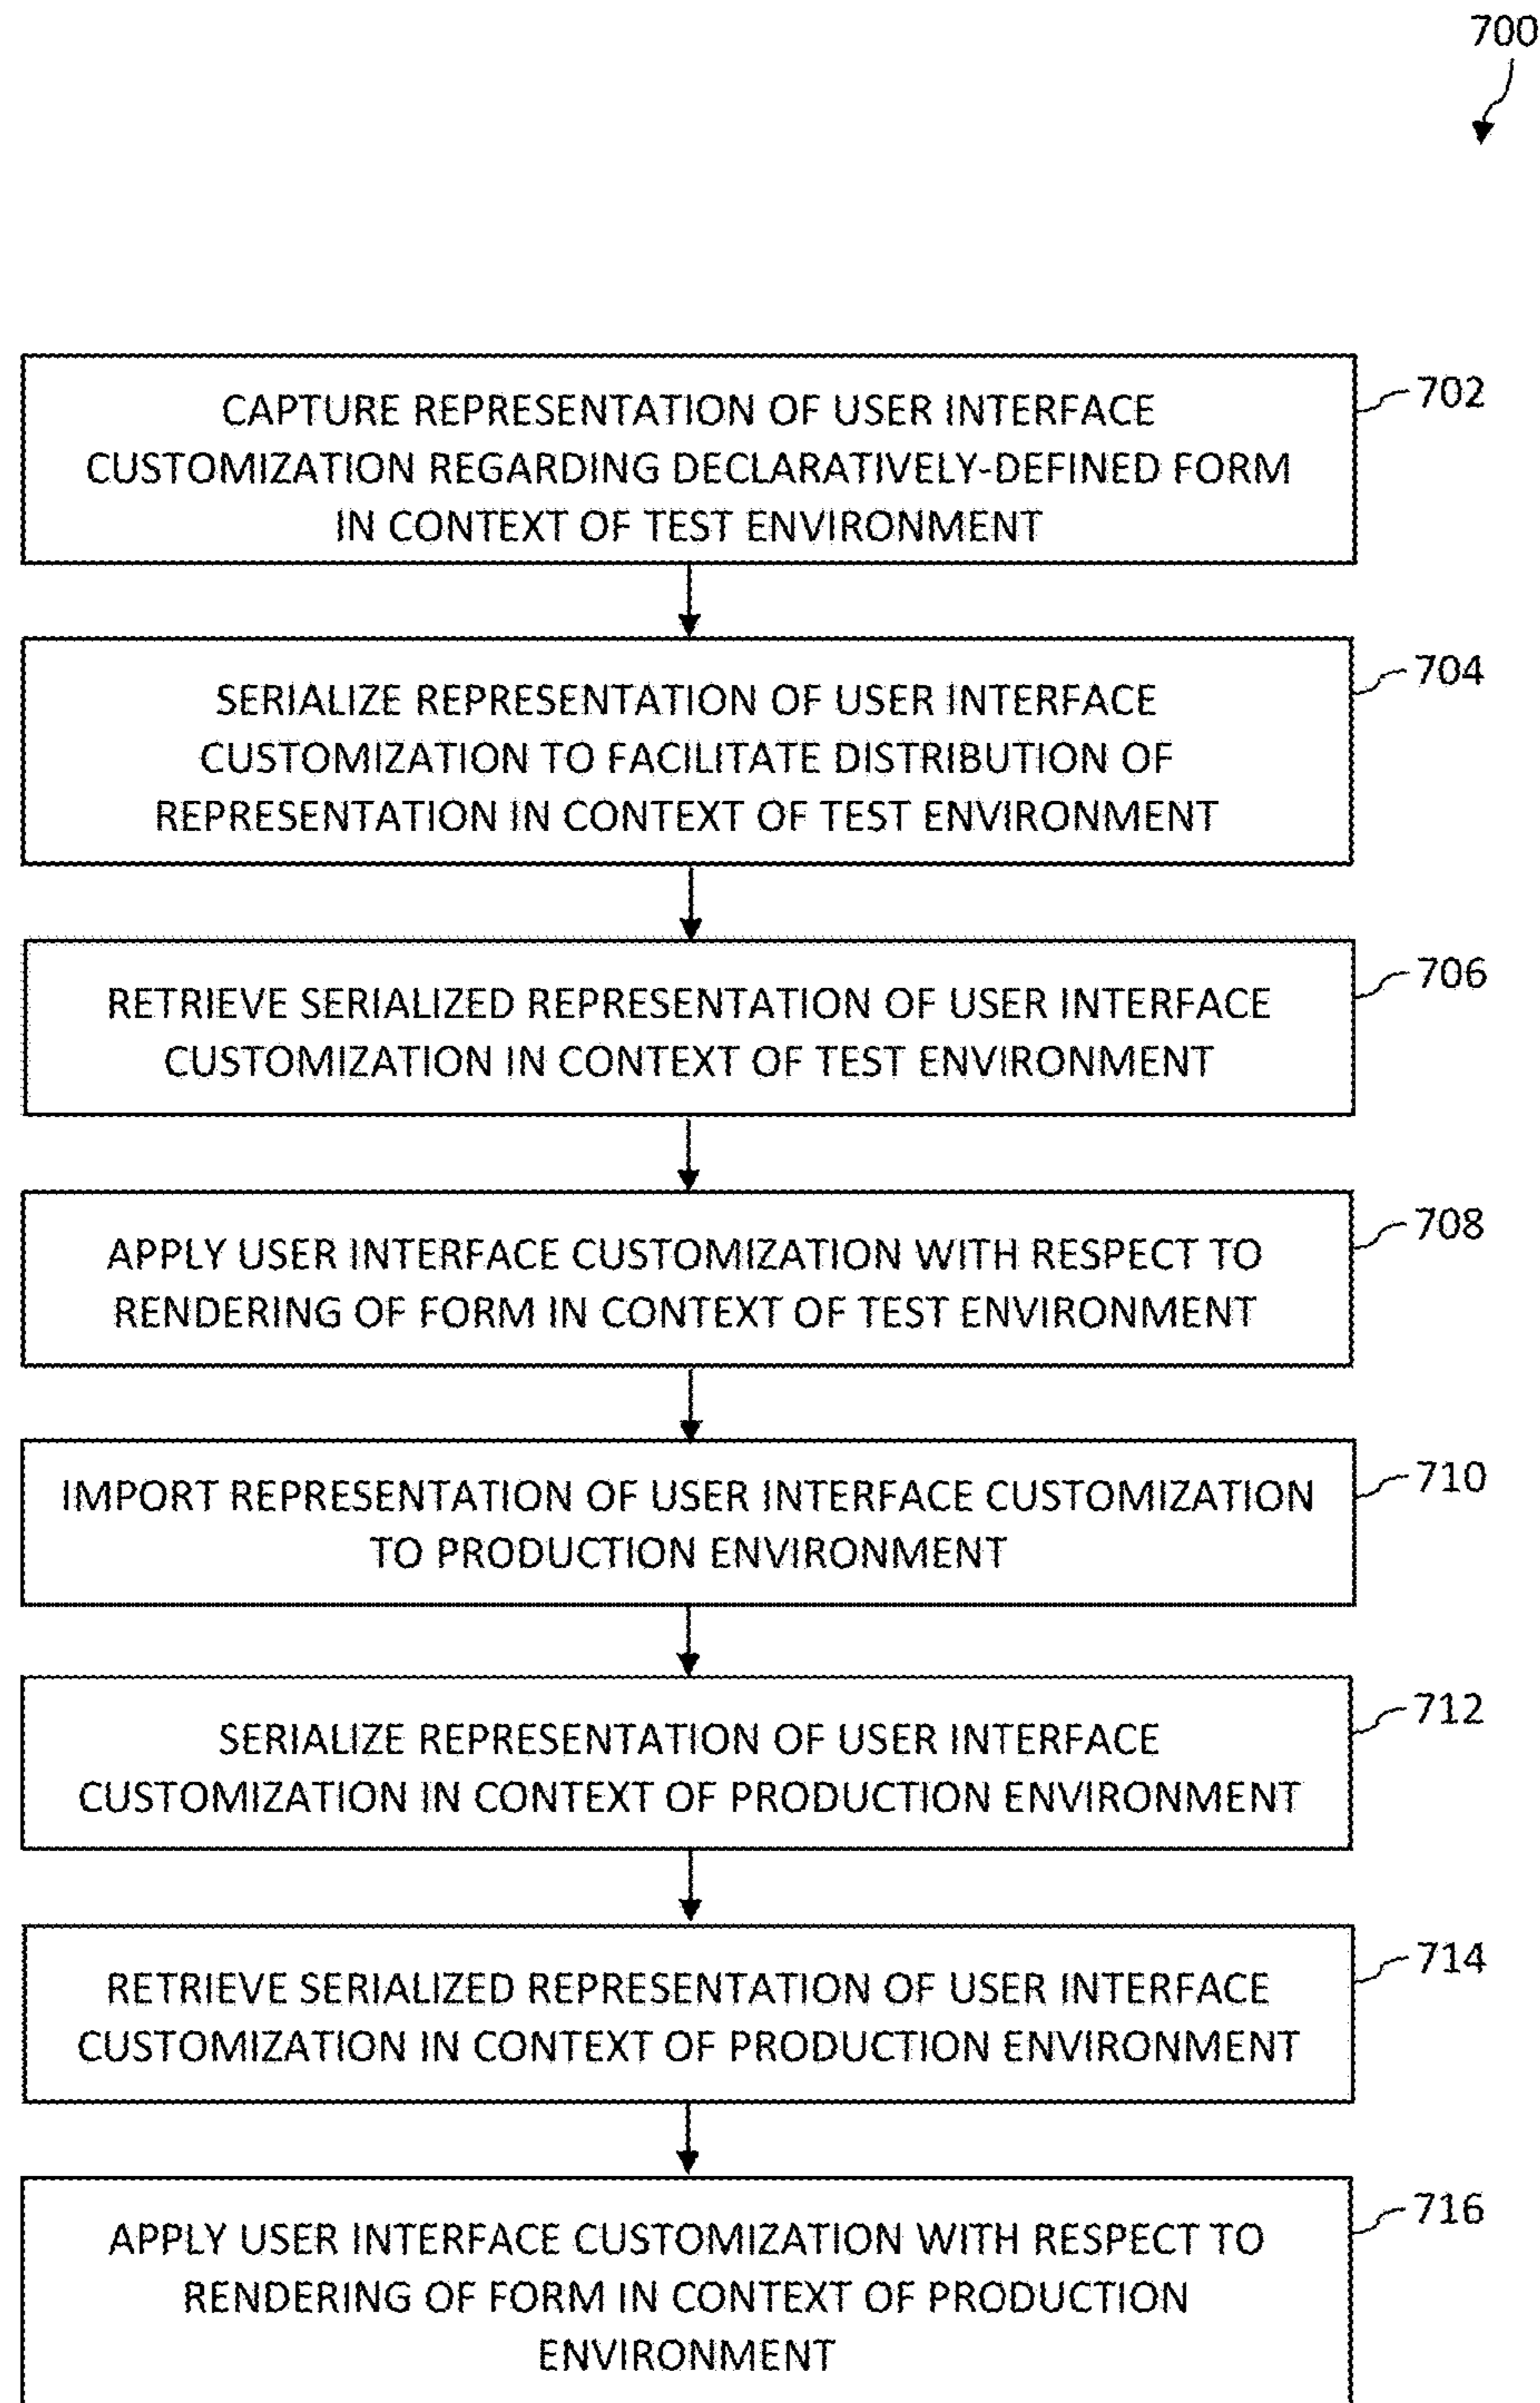 700
CAPTURE REPRESENTATION OF USER INTERFACE
CUSTOMIZATION REGARDING DECLARATIVELY-DEFINED FORM
IN CONTEXT OF TEST ENVIRONMENT
702
SERIALIZE REPRESENTATION OF USER INTERFACE
CUSTOMIZATION TO FACILITATE DISTRIBUTION OF
REPRESENTATION IN CONTEXT OF TEST ENVIRONMENT
704
RETRIEVE SERIALIZED REPRESENTATION OF USER INTERFACE
CUSTOMIZATION IN CONTEXT OF TEST ENVIRONMENT
706
APPLY USER INTERFACE CUSTOMIZATION WITH RESPECT TO
RENDERING OF FORM IN CONTEXT OF TEST ENVIRONMENT
708
IMPORT REPRESENTATION OF USER INTERFACE CUSTOMIZATION
TO PRODUCTION ENVIRONMENT
710
SERIALIZE REPRESENTATION OF USER INTERFACE
CUSTOMIZATION IN CONTEXT OF PRODUCTION ENVIRONMENT
712
RETRIEVE SERIALIZED REPRESENTATION OF USER INTERFACE
CUSTOMIZATION IN CONTEXT OF PRODUCTION ENVIRONMENT
714
APPLY USER INTERFACE CUSTOMIZATION WITH RESPECT TO
RENDERING OF FORM IN CONTEXT OF PRODUCTION
ENVIRONMENT
716